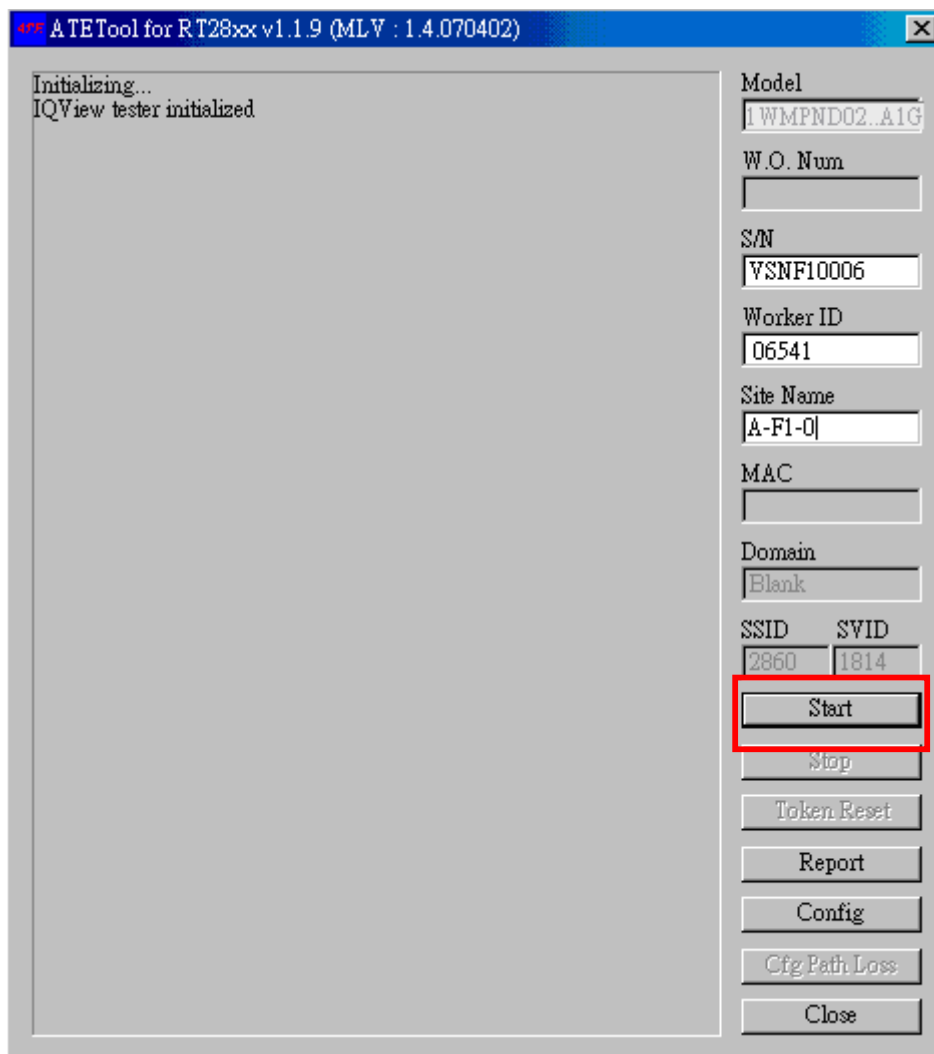 ATE ATETool for RT28xx v1.1.9 (MLV : 1.4.070402)
Initializing...
IQView tester initialized
Model
1WMPND02..A1G
W.O. Num
S/N
VSNF10006
Worker ID
06541
Site Name
A-F1-0
MAC
Domain
Blank
SSID SVID
2860 1814
Start
Stop
Token Reset
Report
Config
Cfg Path Loss
Close